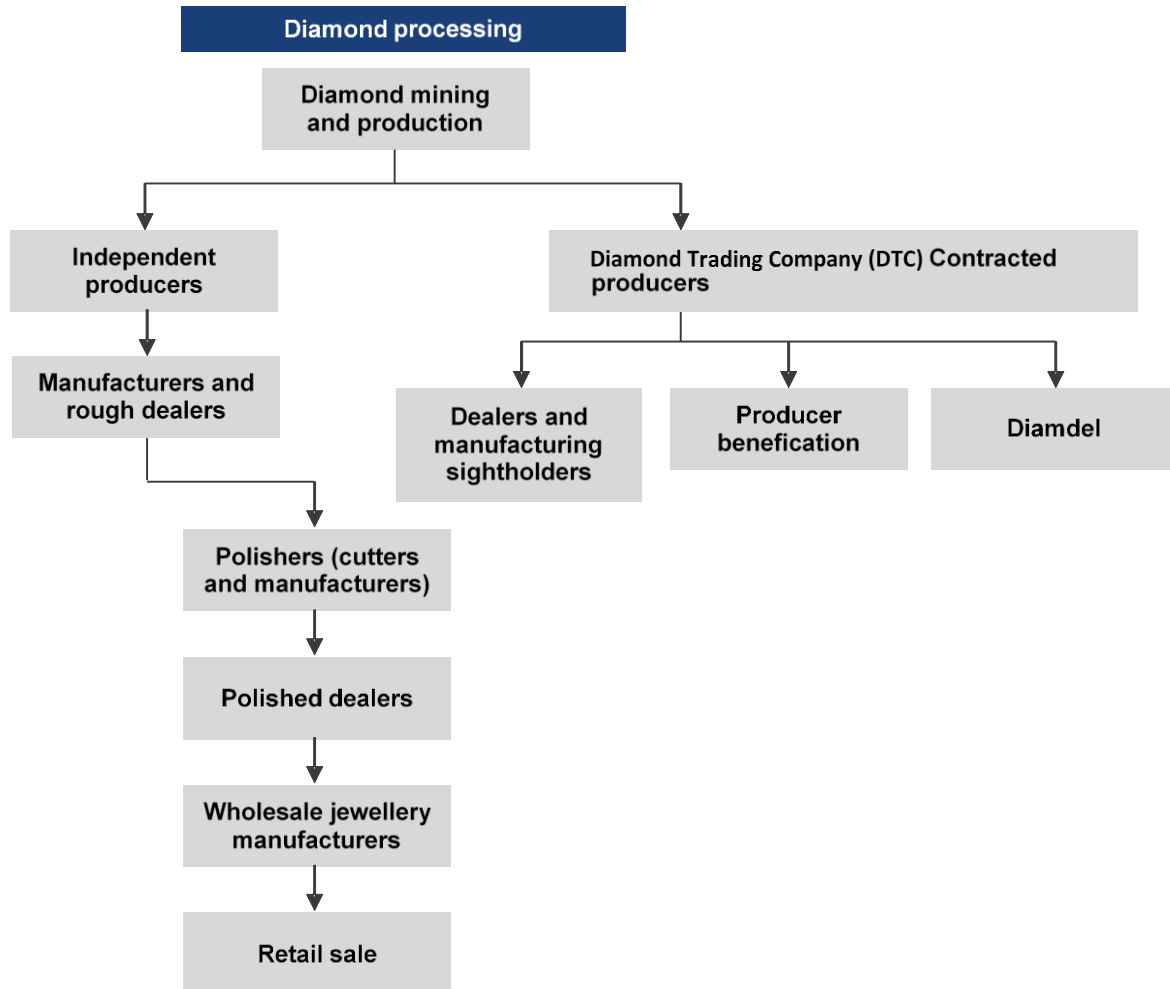 Diamond processing
Diamond mining
and production
Independent
producers
Diamond Trading Company (DTC) Contracted
producers
Manufacturers and
rough dealers
Dealers and
manufacturing
sightholders
Producer
benefication
Diamdel
Polishers (cutters
and manufacturers)
Polished dealers
Wholesale jewellery
manufacturers
Retail sale